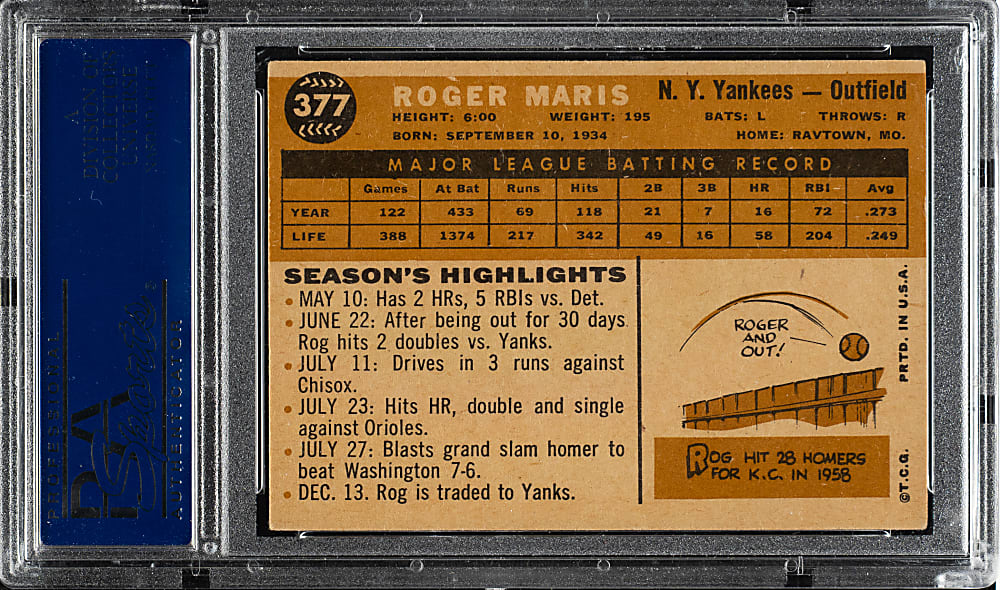 377
ROGER MARIS
N. Y. Yankees — Outfield
HEIGHT: 6:00 WEIGHT: 195 BATS: L THROWS: R
BORN: SEPTEMBER 10, 1934 HOME: RAYTOWN, MO.
MAJOR LEAGUE BATTING RECORD
Games At Bat Runs Hits 2B 3B HR RBI Avg
YEAR 122 433 69 118 21 7 16 72 .273
LIFE 388 1374 217 342 49 16 58 204 .249
SEASON'S HIGHLIGHTS
• MAY 10: Has 2 HRs, 5 RBIs vs. Det.
• JUNE 22: After being out for 30 days
Rog hits 2 doubles vs. Yanks.
• JULY 11: Drives in 3 runs against
Chisox.
• JULY 23: Hits HR, double and single
against Orioles.
• JULY 27: Blasts grand slam homer to
beat Washington 7-6.
• DEC. 13. Rog is traded to Yanks.
ROGER
AND
OUT!
ROG HIT 28 HOMERS
FOR K.C. IN 1958
©T.C.G. PRTD. IN U.S.A.
A DIVISION OF
COLLECTORS
UNIVERSE
PSA